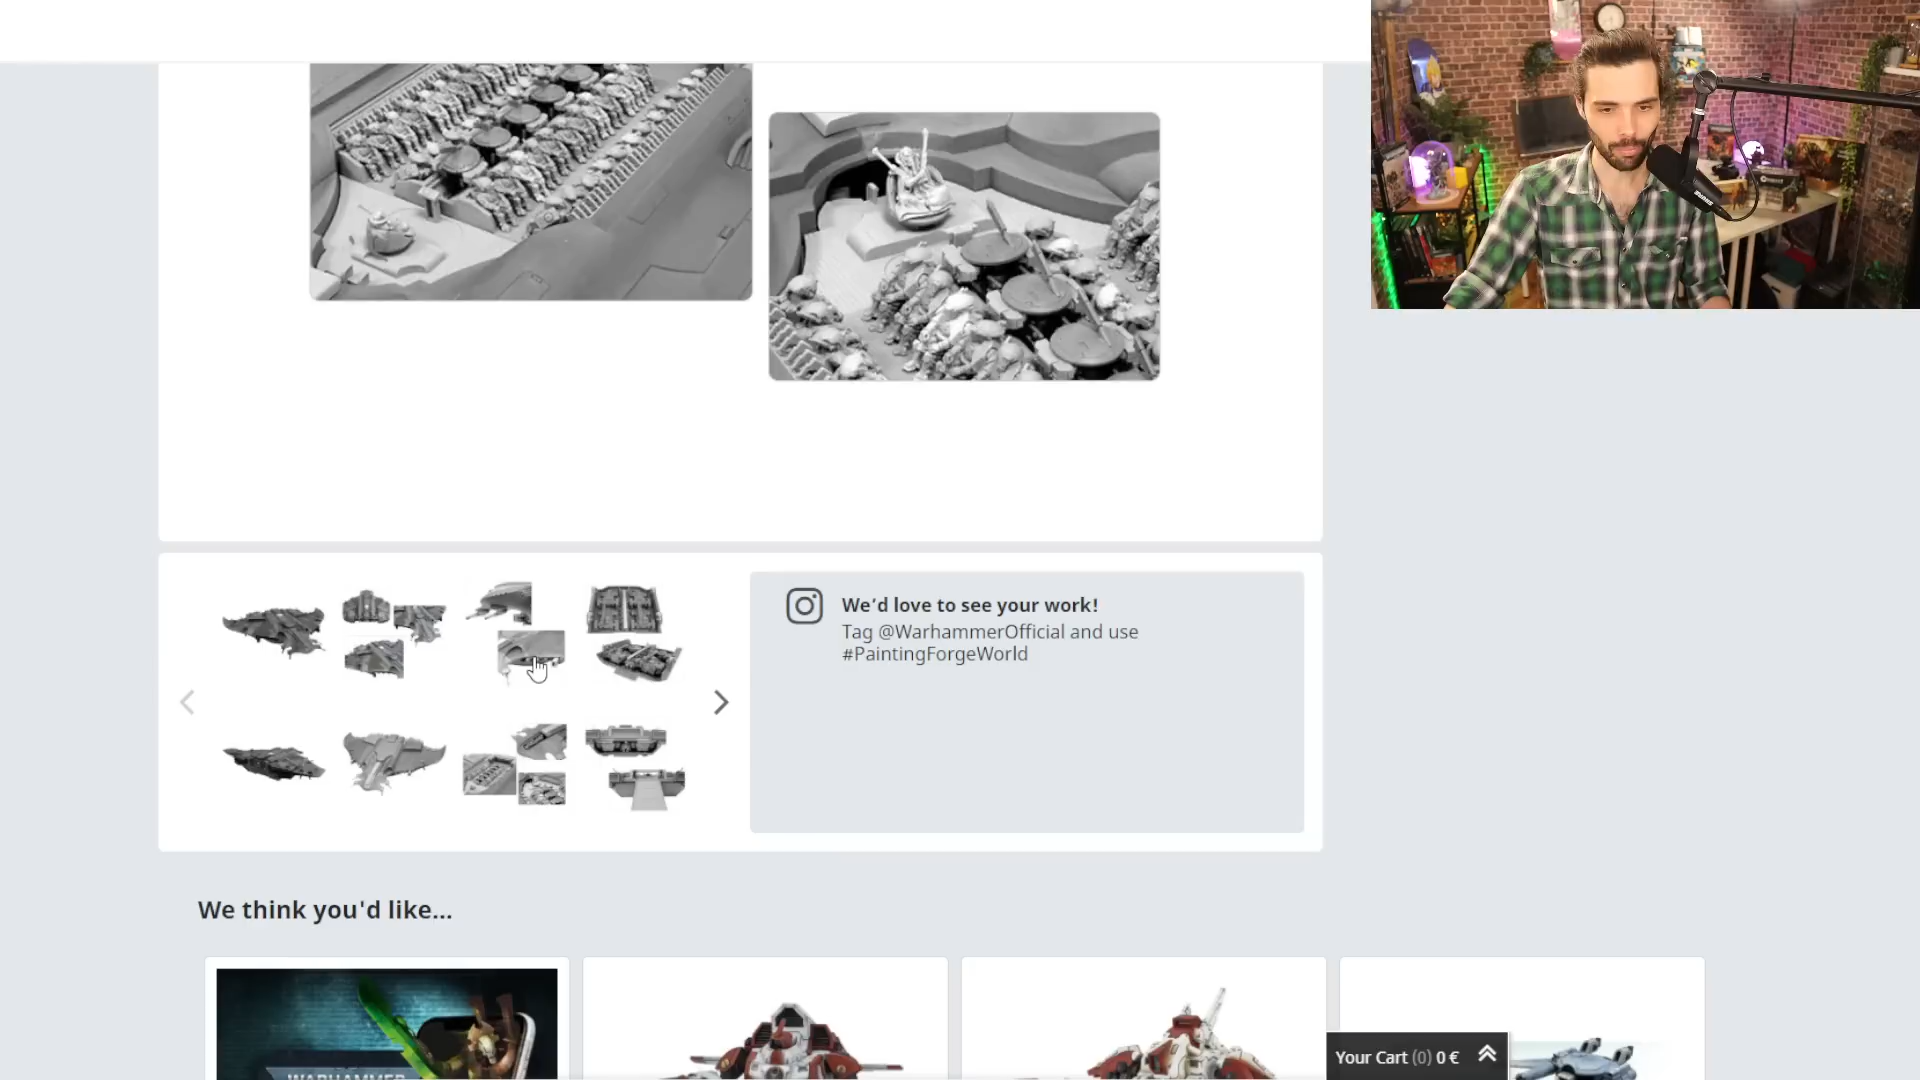 We'd love to see your work!
Tag @WarhammerOfficial and use
#PaintingForgeWorld
We think you'd like...
WARHAMMER
Your Cart (0) 0 €